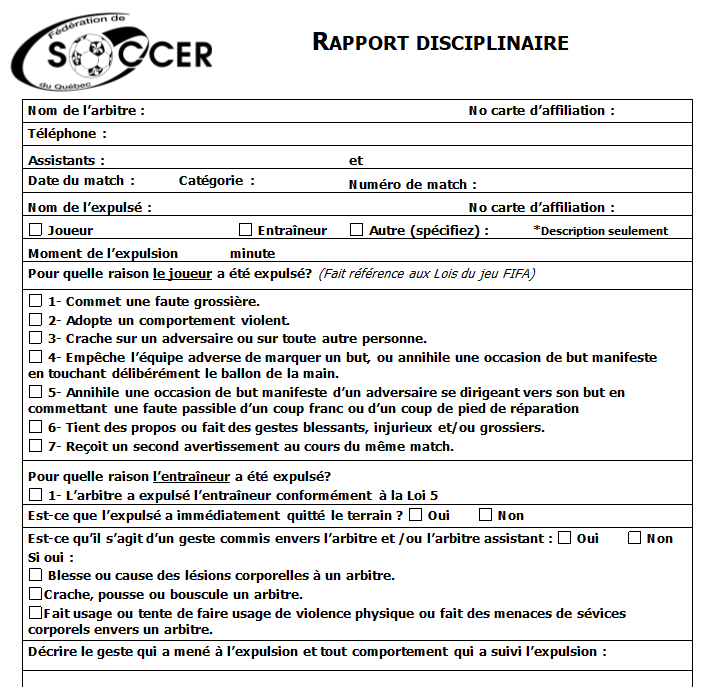 Fédération de
SOCCER
du Québec
RAPPORT DISCIPLINAIRE
Nom de l'arbitre : No carte d'affiliation :
Téléphone :
Assistants : et
Date du match : Catégorie : Numéro de match :
Nom de l'expulsé : No carte d'affiliation :
Joueur Entraîneur Autre (spécifiez) : *Description seulement
Moment de l'expulsion minute
Pour quelle raison le joueur a été expulsé? (Fait référence aux Lois du jeu FIFA)
1- Commet une faute grossière.
2- Adopte un comportement violent.
3- Crache sur un adversaire ou sur toute autre personne.
4- Empêche l'équipe adverse de marquer un but, ou annihile une occasion de but manifeste
en touchant délibérément le ballon de la main.
5- Annihile une occasion de but manifeste d'un adversaire se dirigeant vers son but en
commettant une faute passible d'un coup franc ou d'un coup de pied de réparation
6- Tient des propos ou fait des gestes blessants, injurieux et/ou grossiers.
7- Reçoit un second avertissement au cours du même match.
Pour quelle raison l'entraîneur a été expulsé?
1- L'arbitre a expulsé l'entraîneur conformément à la Loi 5
Est-ce que l'expulsé a immédiatement quitté le terrain ? Oui Non
Est-ce qu'il s'agit d'un geste commis envers l'arbitre et /ou l'arbitre assistant : Oui Non
Si oui :
Blesse ou cause des lésions corporelles à un arbitre.
Crache, pousse ou bouscule un arbitre.
Fait usage ou tente de faire usage de violence physique ou fait des menaces de sévices
corporels envers un arbitre.
Décrire le geste qui a mené à l'expulsion et tout comportement qui a suivi l'expulsion :